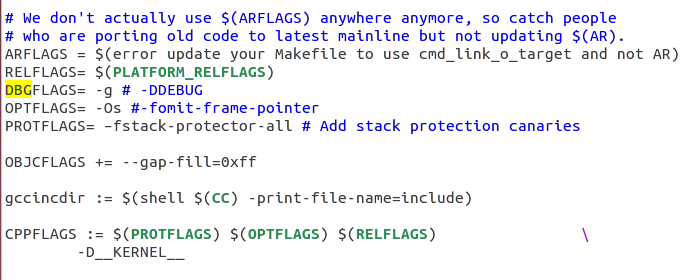 # We don't actually use $(ARFLAGS) anywhere anymore, so catch people
# who are porting old code to latest mainline but not updating $(AR).
ARFLAGS = $(error update your Makefile to use cmd_link_o_target and not AR)
RELFLAGS= $(PLATFORM_RELFLAGS)
DBGFLAGS= -g # -DDEBUG
OPTFLAGS= -Os #-fomit-frame-pointer
PROTFLAGS= –fstack-protector-all # Add stack protection canaries
OBJCFLAGS += --gap-fill=0xff
gccincdir := $(shell $(CC) -print-file-name=include)
CPPFLAGS := $(PROTFLAGS) $(OPTFLAGS) $(RELFLAGS) \
-D__KERNEL__